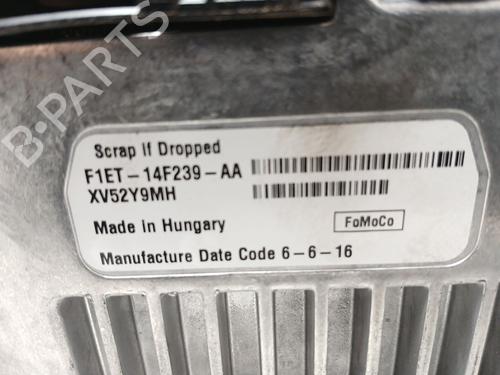 B-PARTS
Scrap If Dropped
F1ET-14F239-AA
XV52Y9MH
Made in Hungary
FoMoCo
Manufacture Date Code 6-6-16